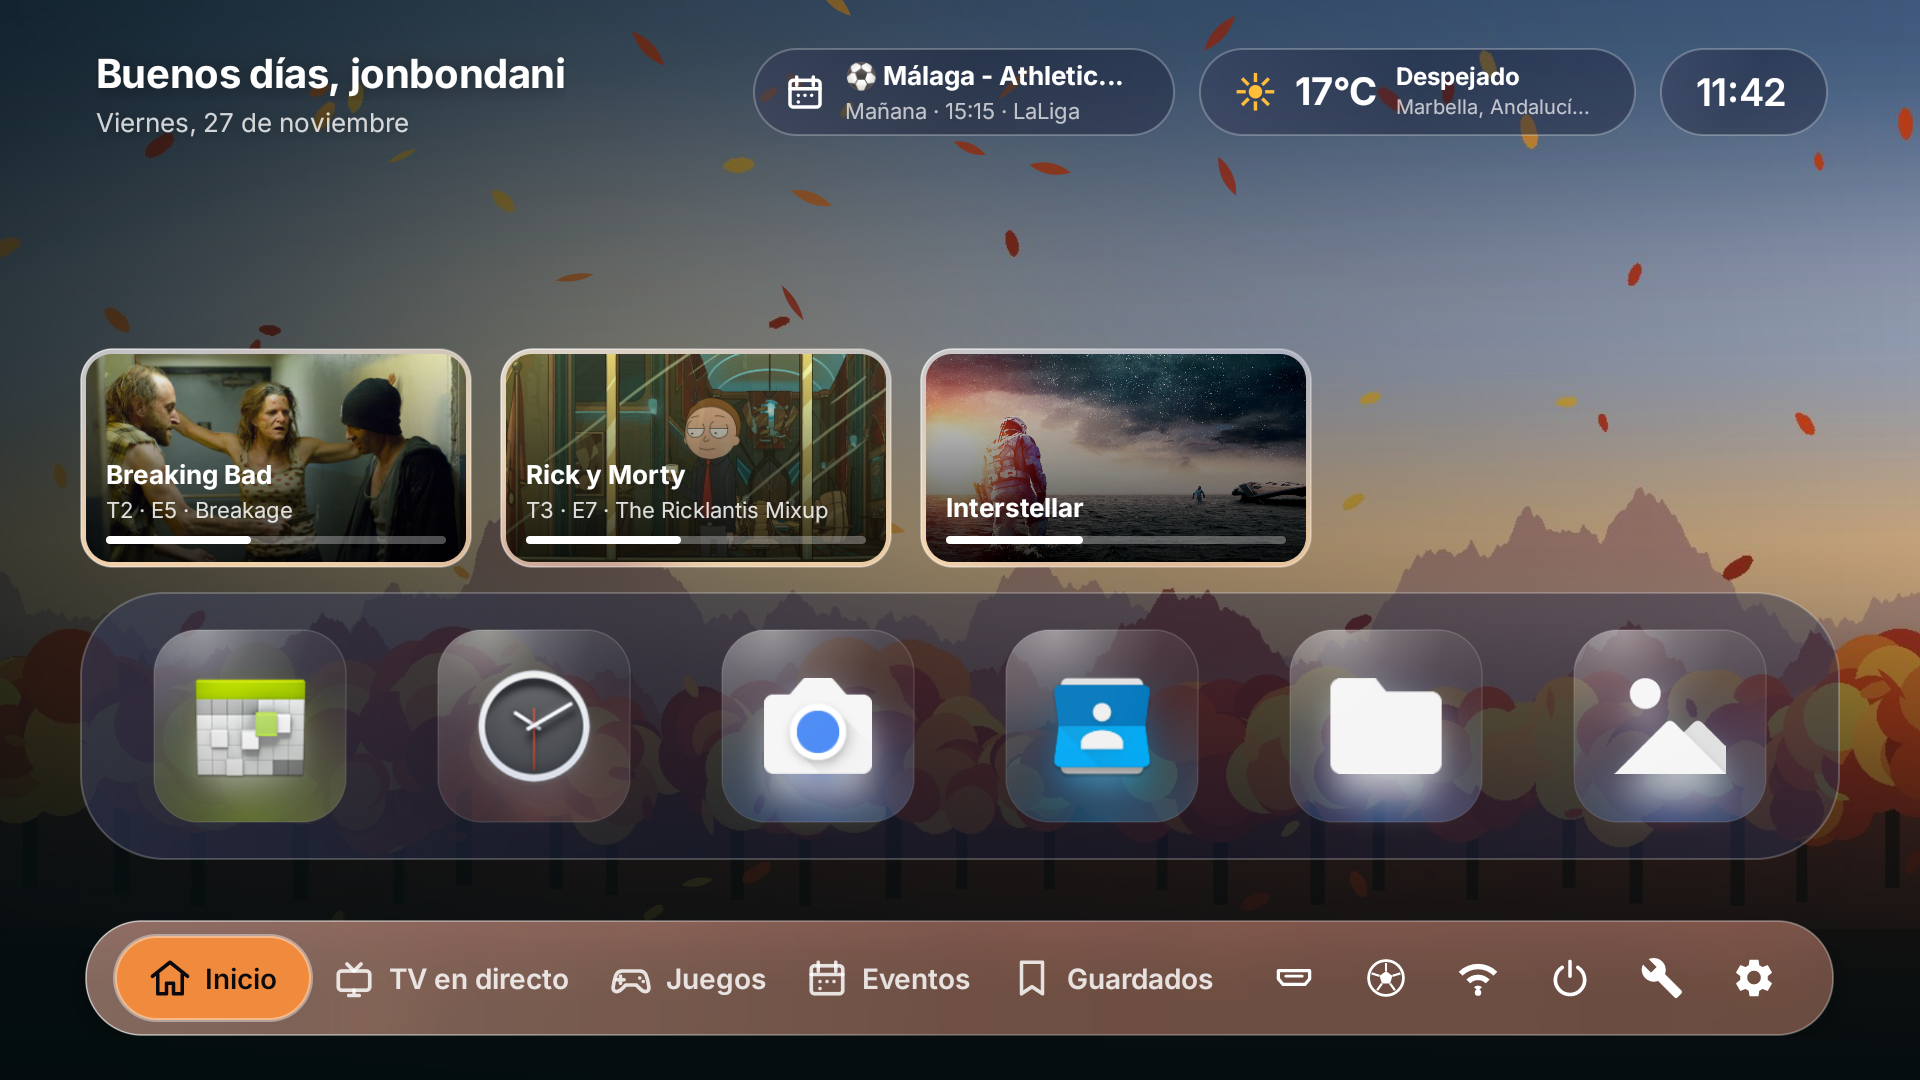 Buenos días, jonbondani
Viernes, 27 de noviembre
⚽ Málaga - Athletic...
Mañana · 15:15 · LaLiga
17°C
Despejado
Marbella, Andalucí...
11:42
Breaking Bad
T2 · E5 · Breakage
Rick y Morty
T3 · E7 · The Ricklantis Mixup
Interstellar
Inicio
TV en directo
Juegos
Eventos
Guardados